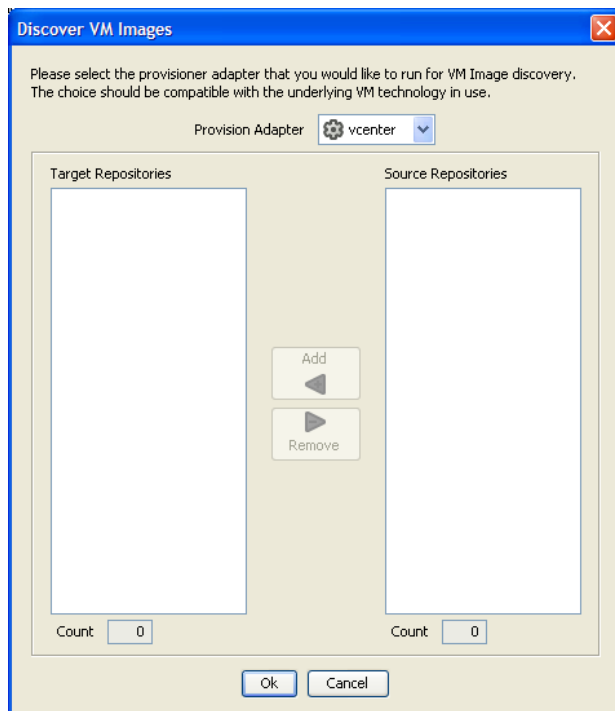 Discover VM Images
Please select the provisioner adapter that you would like to run for VM Image discovery.
The choice should be compatible with the underlying VM technology in use.
Provision Adapter vcenter
Target Repositories Source Repositories
Add
Remove
Count 0 Count 0
Ok Cancel